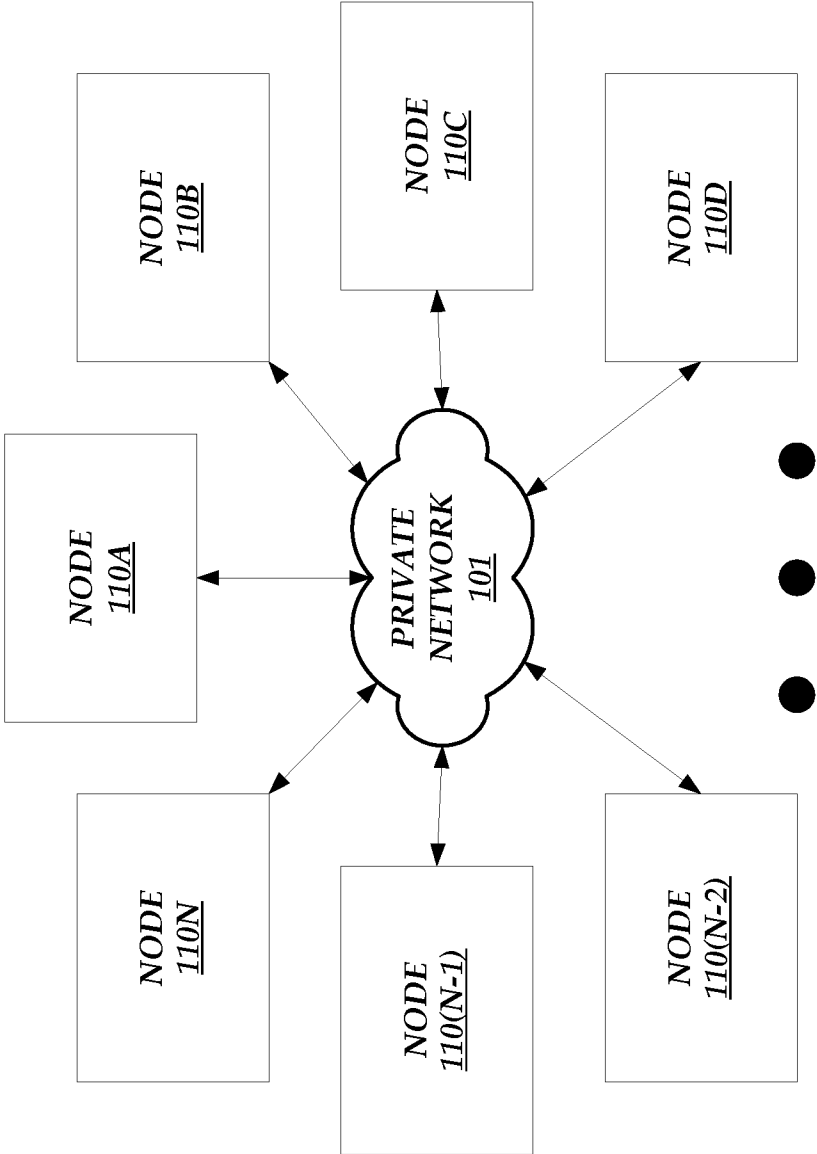 NODE
110A
NODE
110B
NODE
110C
NODE
110D
PRIVATE
NETWORK
101
NODE
110N
NODE
110(N-1)
NODE
110(N-2)